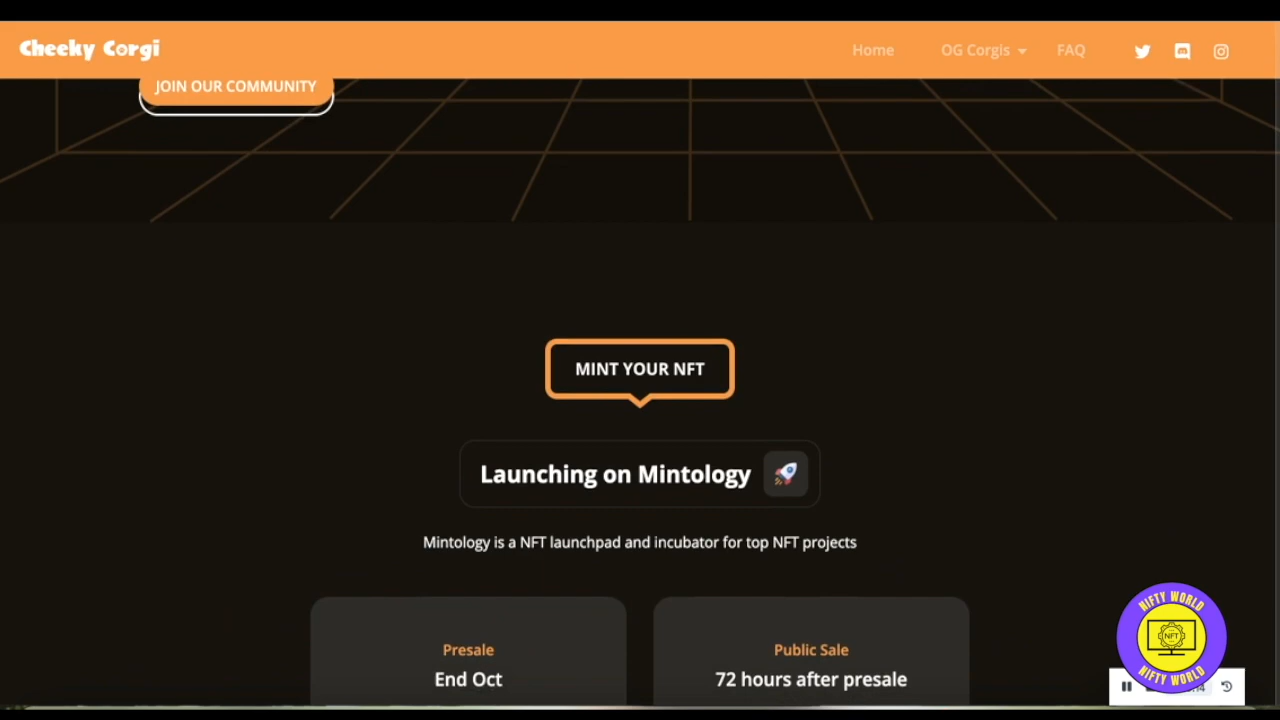 Cheeky Corgi
Home
OG Corgis
FAQ
JOIN OUR COMMUNITY
MINT YOUR NFT
Launching on Mintology
Mintology is a NFT launchpad and incubator for top NFT projects
Presale
End Oct
Public Sale
72 hours after presale
NIFTY WORLD
NFT
NIFTY WORLD